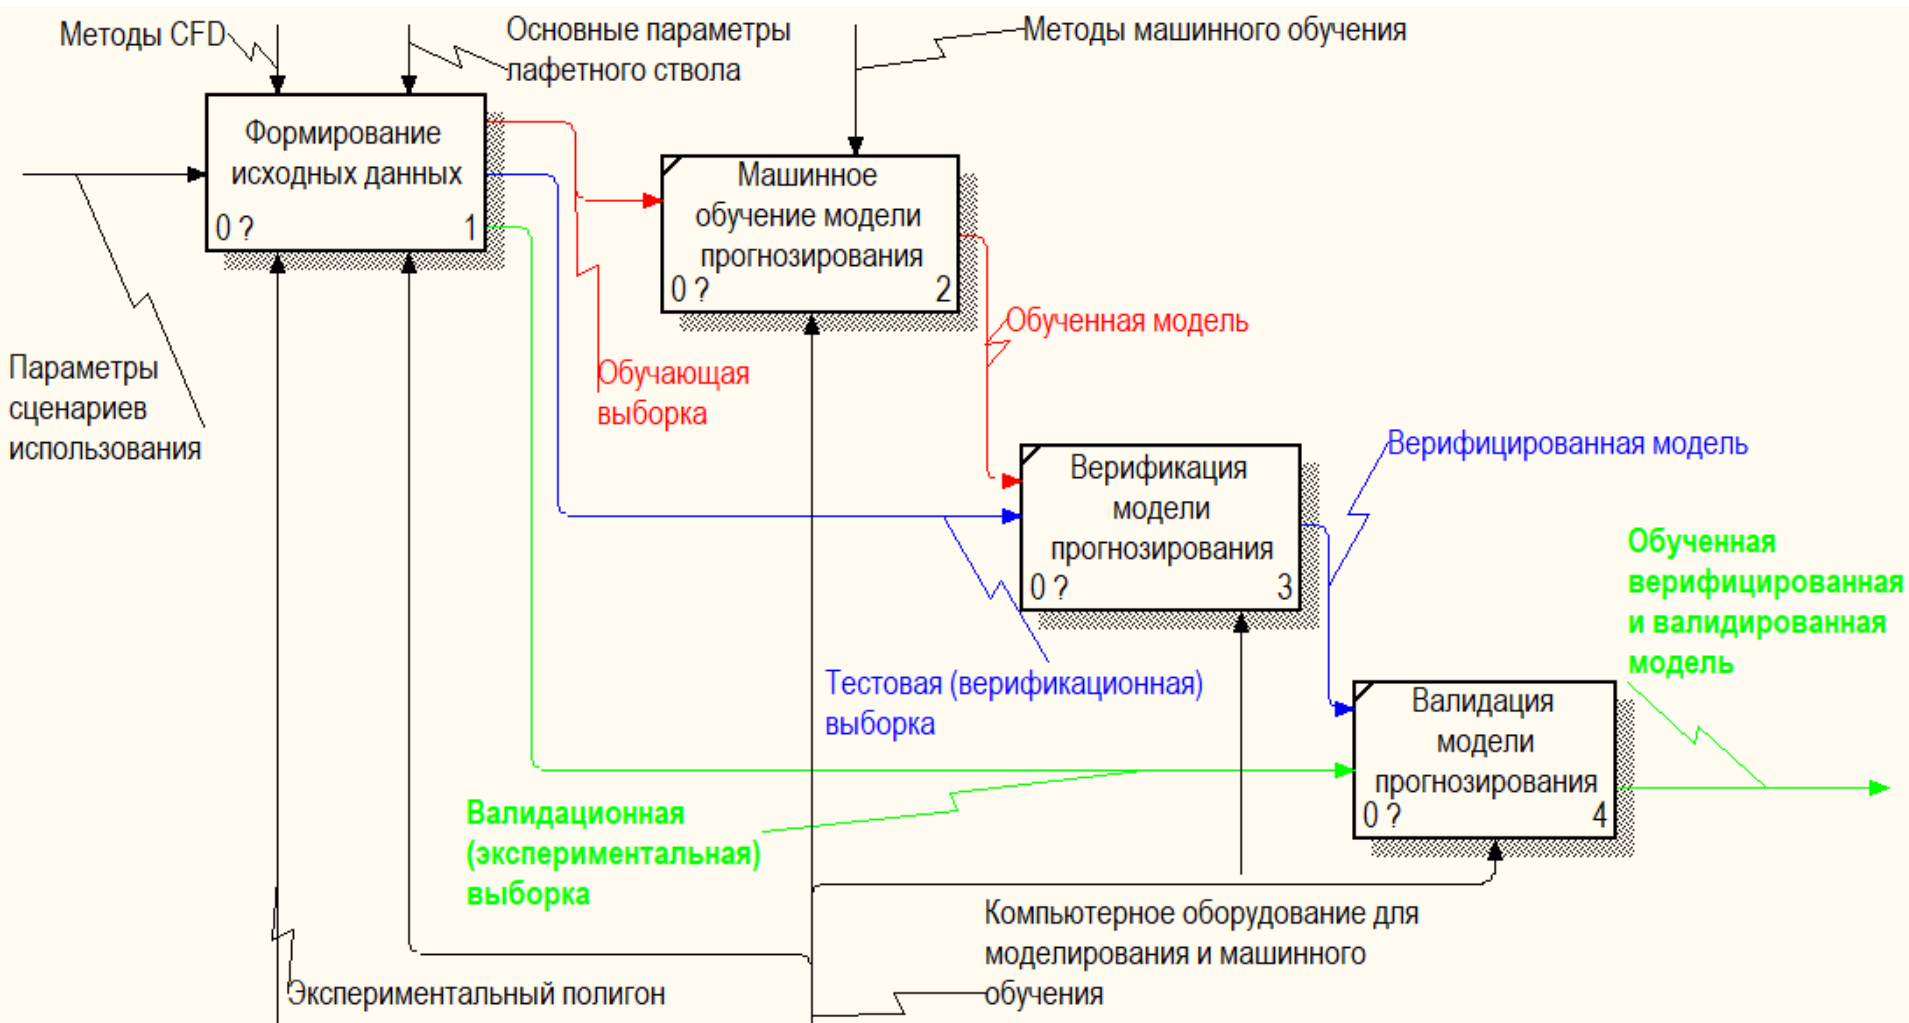 Методы CFD
Основные параметры
лафетного ствола
Методы машинного обучения
Формирование
исходных данных
0 ?
1
Машинное
обучение модели
прогнозирования
0 ?
2
Обученная модель
Параметры
сценариев
использования
Обучающая
выборка
Верификация
модели
прогнозирования
0 ?
3
Верифицированная модель
Обученная
верифицированная
и валидированная
модель
Тестовая (верификационная)
выборка
Валидация
модели
прогнозирования
0 ?
4
Валидационная
(экспериментальная)
выборка
Компьютерное оборудование для
моделирования и машинного
обучения
Экспериментальный полигон